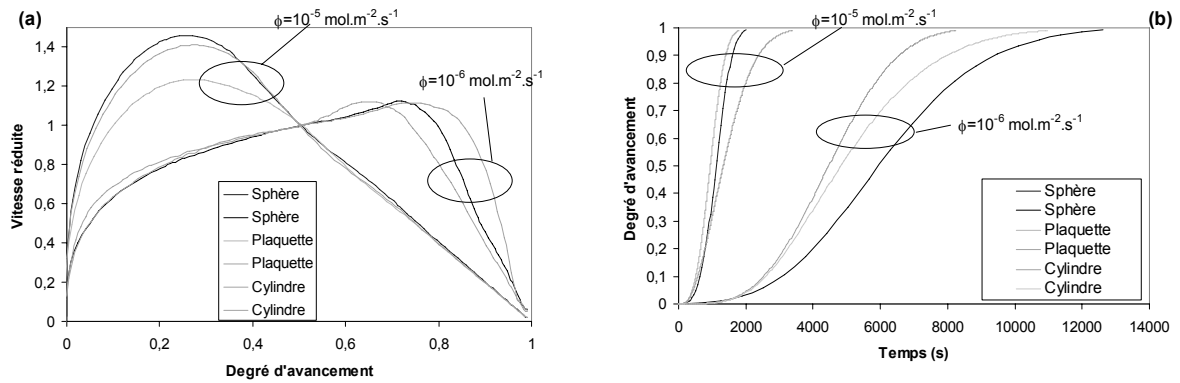 (a)
ϕ=10⁻⁵ mol.m⁻².s⁻¹
ϕ=10⁻⁶ mol.m⁻².s⁻¹
Vitesse réduite
1,4
1,2
1
0,8
0,6
0,4
0,2
0
Sphère
Sphère
Plaquette
Plaquette
Cylindre
Cylindre
0 0,2 0,4 0,6 0,8 1
Degré d'avancement
(b)
ϕ=10⁻⁵ mol.m⁻².s⁻¹
ϕ=10⁻⁶ mol.m⁻².s⁻¹
Degré d'avancement
1
0,9
0,8
0,7
0,6
0,5
0,4
0,3
0,2
0,1
0
Sphère
Sphère
Plaquette
Plaquette
Cylindre
Cylindre
0 2000 4000 6000 8000 10000 12000 14000
Temps (s)